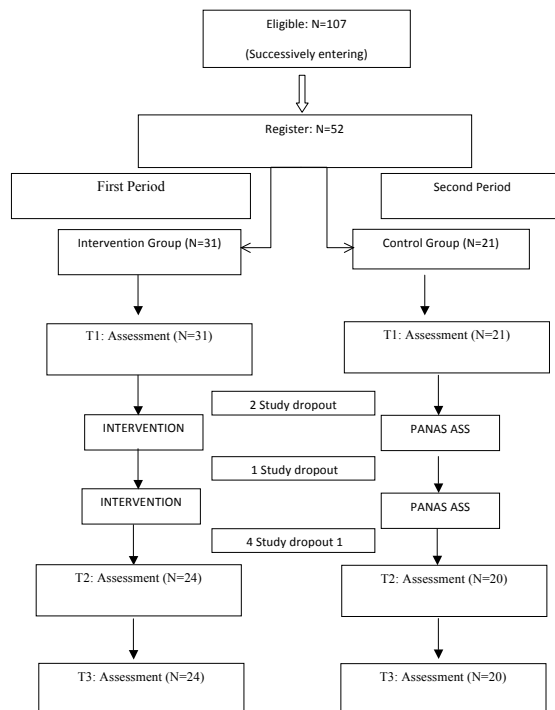 Eligible: N=107
(Successively entering)
Register: N=52
First Period
Second Period
Intervention Group (N=31)
Control Group (N=21)
T1: Assessment (N=31)
T1: Assessment (N=21)
2 Study dropout
INTERVENTION
PANAS ASS
1 Study dropout
INTERVENTION
PANAS ASS
4 Study dropout 1
T2: Assessment (N=24)
T2: Assessment (N=20)
T3: Assessment (N=24)
T3: Assessment (N=20)